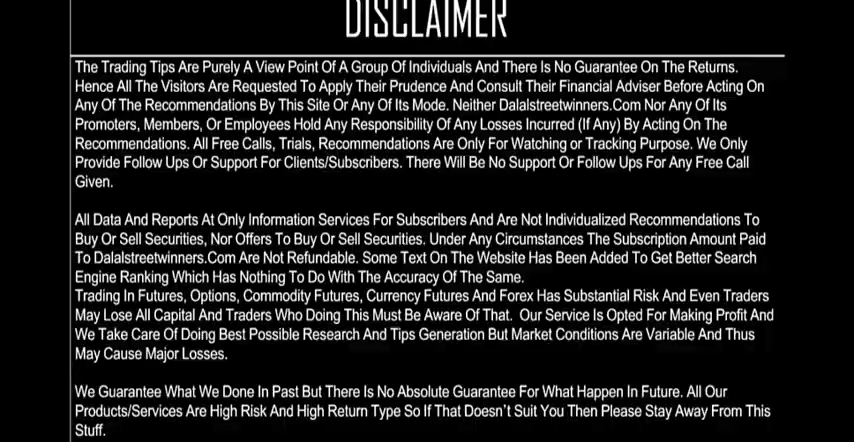 DISCLAIMER
The Trading Tips Are Purely A View Point Of A Group Of Individuals And There Is No Guarantee On The Returns.
Hence All The Visitors Are Requested To Apply Their Prudence And Consult Their Financial Adviser Before Acting On
Any Of The Recommendations By This Site Or Any Of Its Mode. Neither Dalalstreetwinners.Com Nor Any Of Its
Promoters, Members, Or Employees Hold Any Responsibility Of Any Losses Incurred (If Any) By Acting On The
Recommendations. All Free Calls, Trials, Recommendations Are Only For Watching or Tracking Purpose. We Only
Provide Follow Ups Or Support For Clients/Subscribers. There Will Be No Support Or Follow Ups For Any Free Call
Given.
All Data And Reports At Only Information Services For Subscribers And Are Not Individualized Recommendations To
Buy Or Sell Securities, Nor Offers To Buy Or Sell Securities. Under Any Circumstances The Subscription Amount Paid
To Dalalstreetwinners.Com Are Not Refundable. Some Text On The Website Has Been Added To Get Better Search
Engine Ranking Which Has Nothing To Do With The Accuracy Of The Same.
Trading In Futures, Options, Commodity Futures, Currency Futures And Forex Has Substantial Risk And Even Traders
May Lose All Capital And Traders Who Doing This Must Be Aware Of That. Our Service Is Opted For Making Profit And
We Take Care Of Doing Best Possible Research And Tips Generation But Market Conditions Are Variable And Thus
May Cause Major Losses.
We Guarantee What We Done In Past But There Is No Absolute Guarantee For What Happen In Future. All Our
Products/Services Are High Risk And High Return Type So If That Doesn't Suit You Then Please Stay Away From This
Stuff.